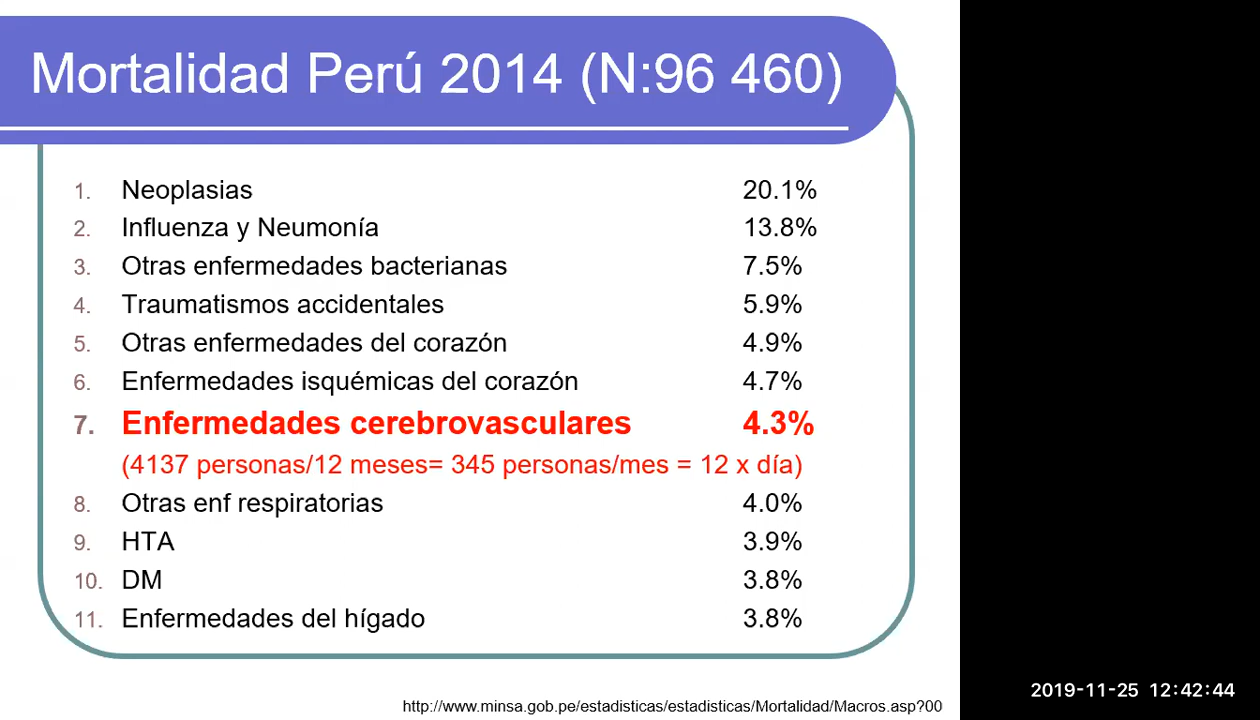 Mortalidad Perú 2014 (N:96 460)
1. Neoplasias 20.1%
2. Influenza y Neumonía 13.8%
3. Otras enfermedades bacterianas 7.5%
4. Traumatismos accidentales 5.9%
5. Otras enfermedades del corazón 4.9%
6. Enfermedades isquémicas del corazón 4.7%
7. Enfermedades cerebrovasculares 4.3%
(4137 personas/12 meses= 345 personas/mes = 12 x día)
8. Otras enf respiratorias 4.0%
9. HTA 3.9%
10. DM 3.8%
11. Enfermedades del hígado 3.8%
2019-11-25 12:42:44
http://www.minsa.gob.pe/estadisticas/estadisticas/Mortalidad/Macros.asp?00